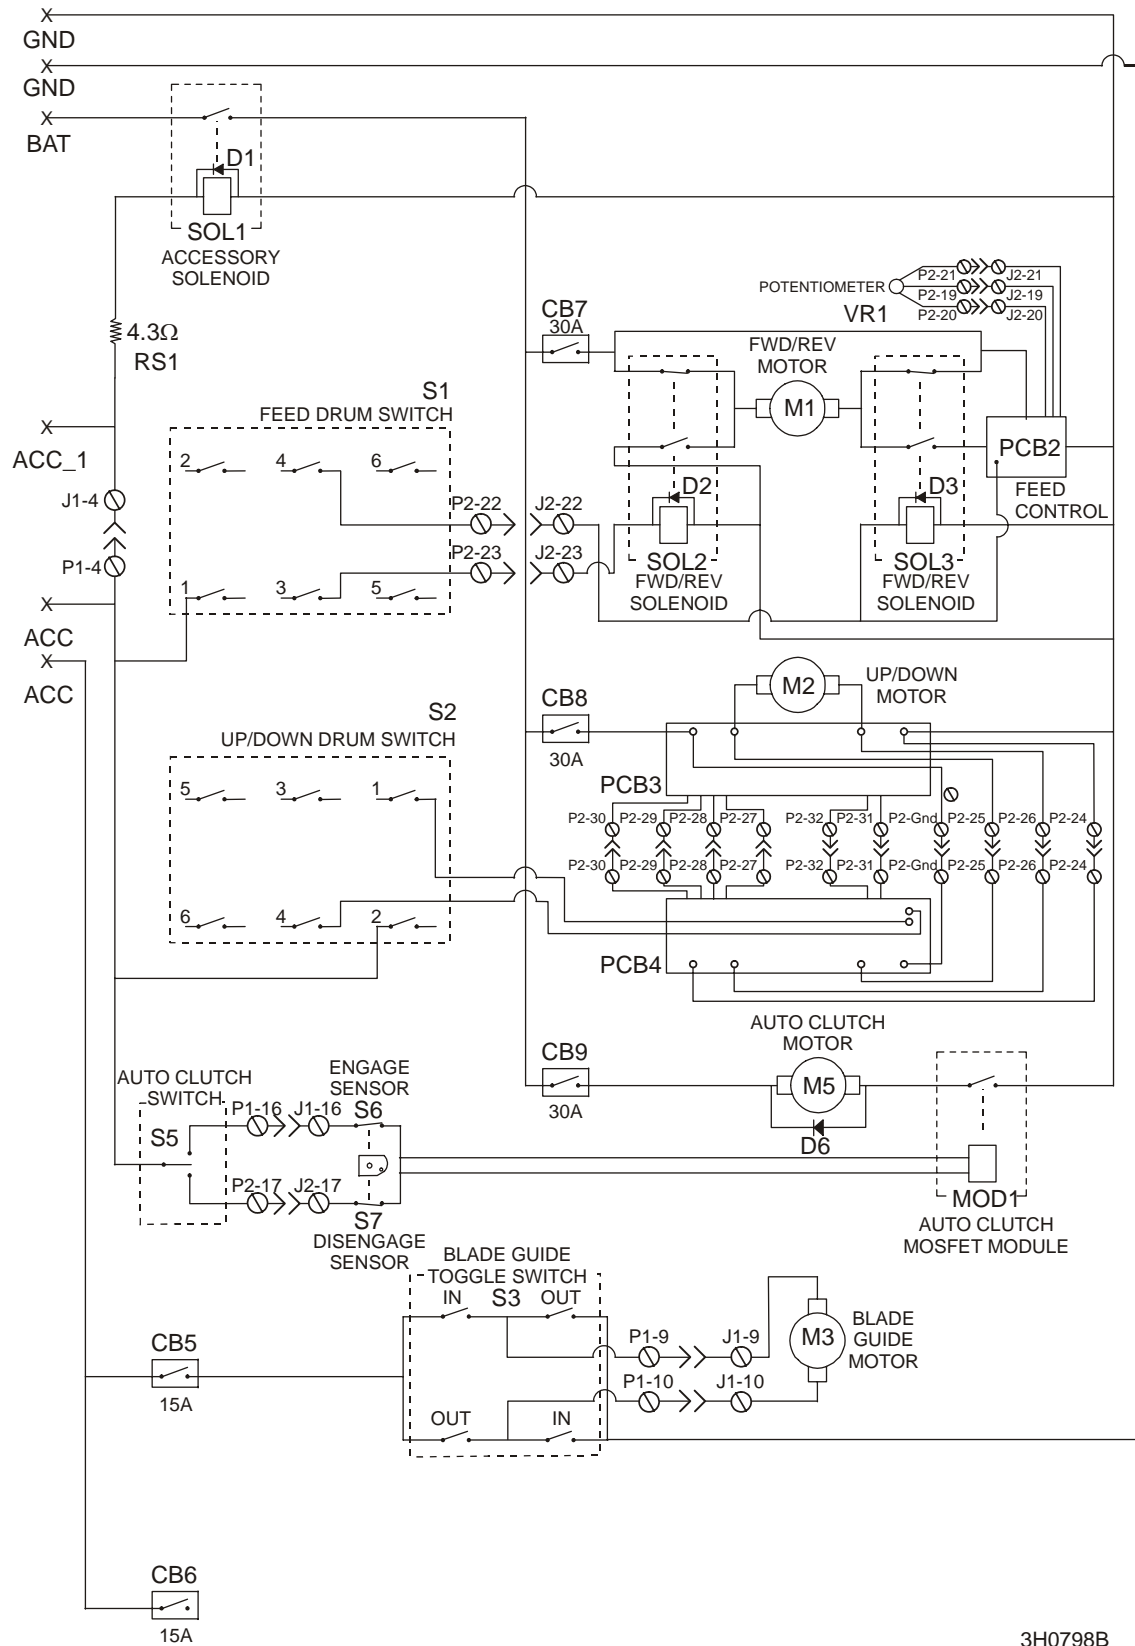 X
GND
X
GND
X
BAT
D1
SOL1
ACCESSORY
SOLENOID
4.3Ω
RS1
X
ACC_1
J1-4
P1-4
X
ACC
X
ACC
S1
FEED DRUM SWITCH
2 4 6
1 3 5
P2-22 J2-22
P2-23 J2-23
CB7
30A
POTENTIOMETER
VR1
P2-21 J2-21
P2-19 J2-19
P2-20 J2-20
FWD/REV
MOTOR
M1
PCB2
FEED
CONTROL
D2
SOL2
FWD/REV
SOLENOID
D3
SOL3
FWD/REV
SOLENOID
S2
UP/DOWN DRUM SWITCH
5 3 1
6 4 2
CB8
30A
M2
UP/DOWN
MOTOR
PCB3
P2-30 P2-29 P2-28 P2-27 P2-32 P2-31 P2-Gnd P2-25 P2-26 P2-24
P2-30 P2-29 P2-28 P2-27 P2-32 P2-31 P2-Gnd P2-25 P2-26 P2-24
PCB4
AUTO CLUTCH
MOTOR
CB9
30A
M5
D6
MOD1
AUTO CLUTCH
MOSFET MODULE
AUTO CLUTCH
SWITCH
S5
P1-16 J1-16
P2-17 J2-17
ENGAGE
SENSOR
S6
S7
DISENGAGE
SENSOR
BLADE GUIDE
TOGGLE SWITCH
IN S3 OUT
OUT IN
P1-9 J1-9
P1-10 J1-10
M3
BLADE
GUIDE
MOTOR
CB5
15A
CB6
15A
3H0798B